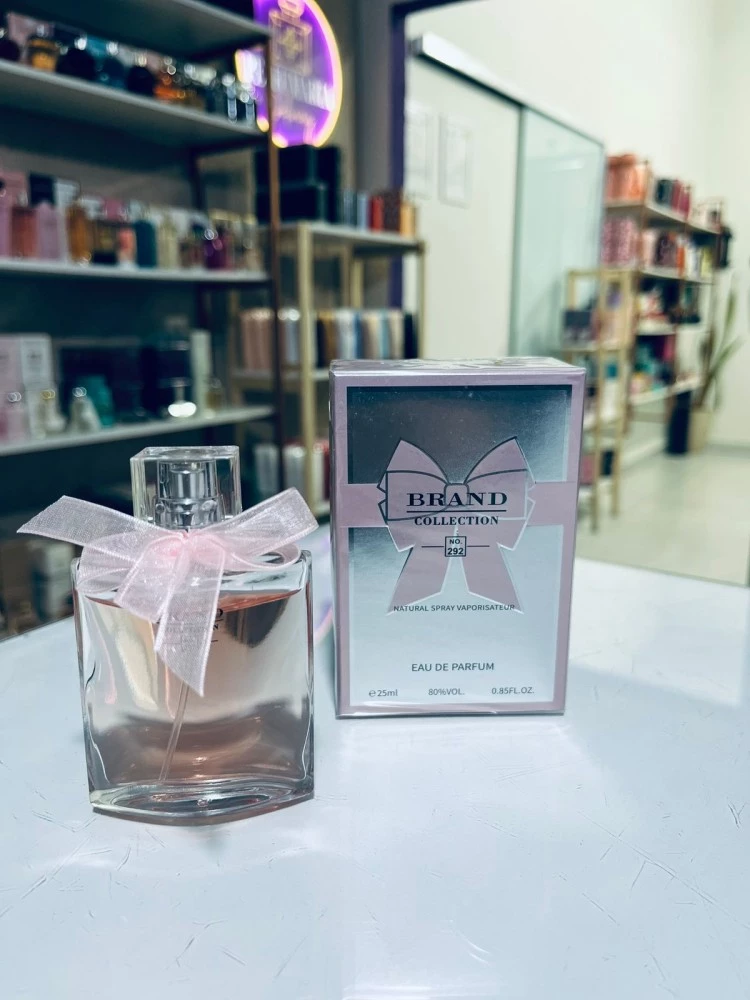 BRAND
COLLECTION
NO.
292
NATURAL SPRAY VAPORISATEUR
EAU DE PARFUM
℮25ml 80%VOL. 0.85FL.OZ.